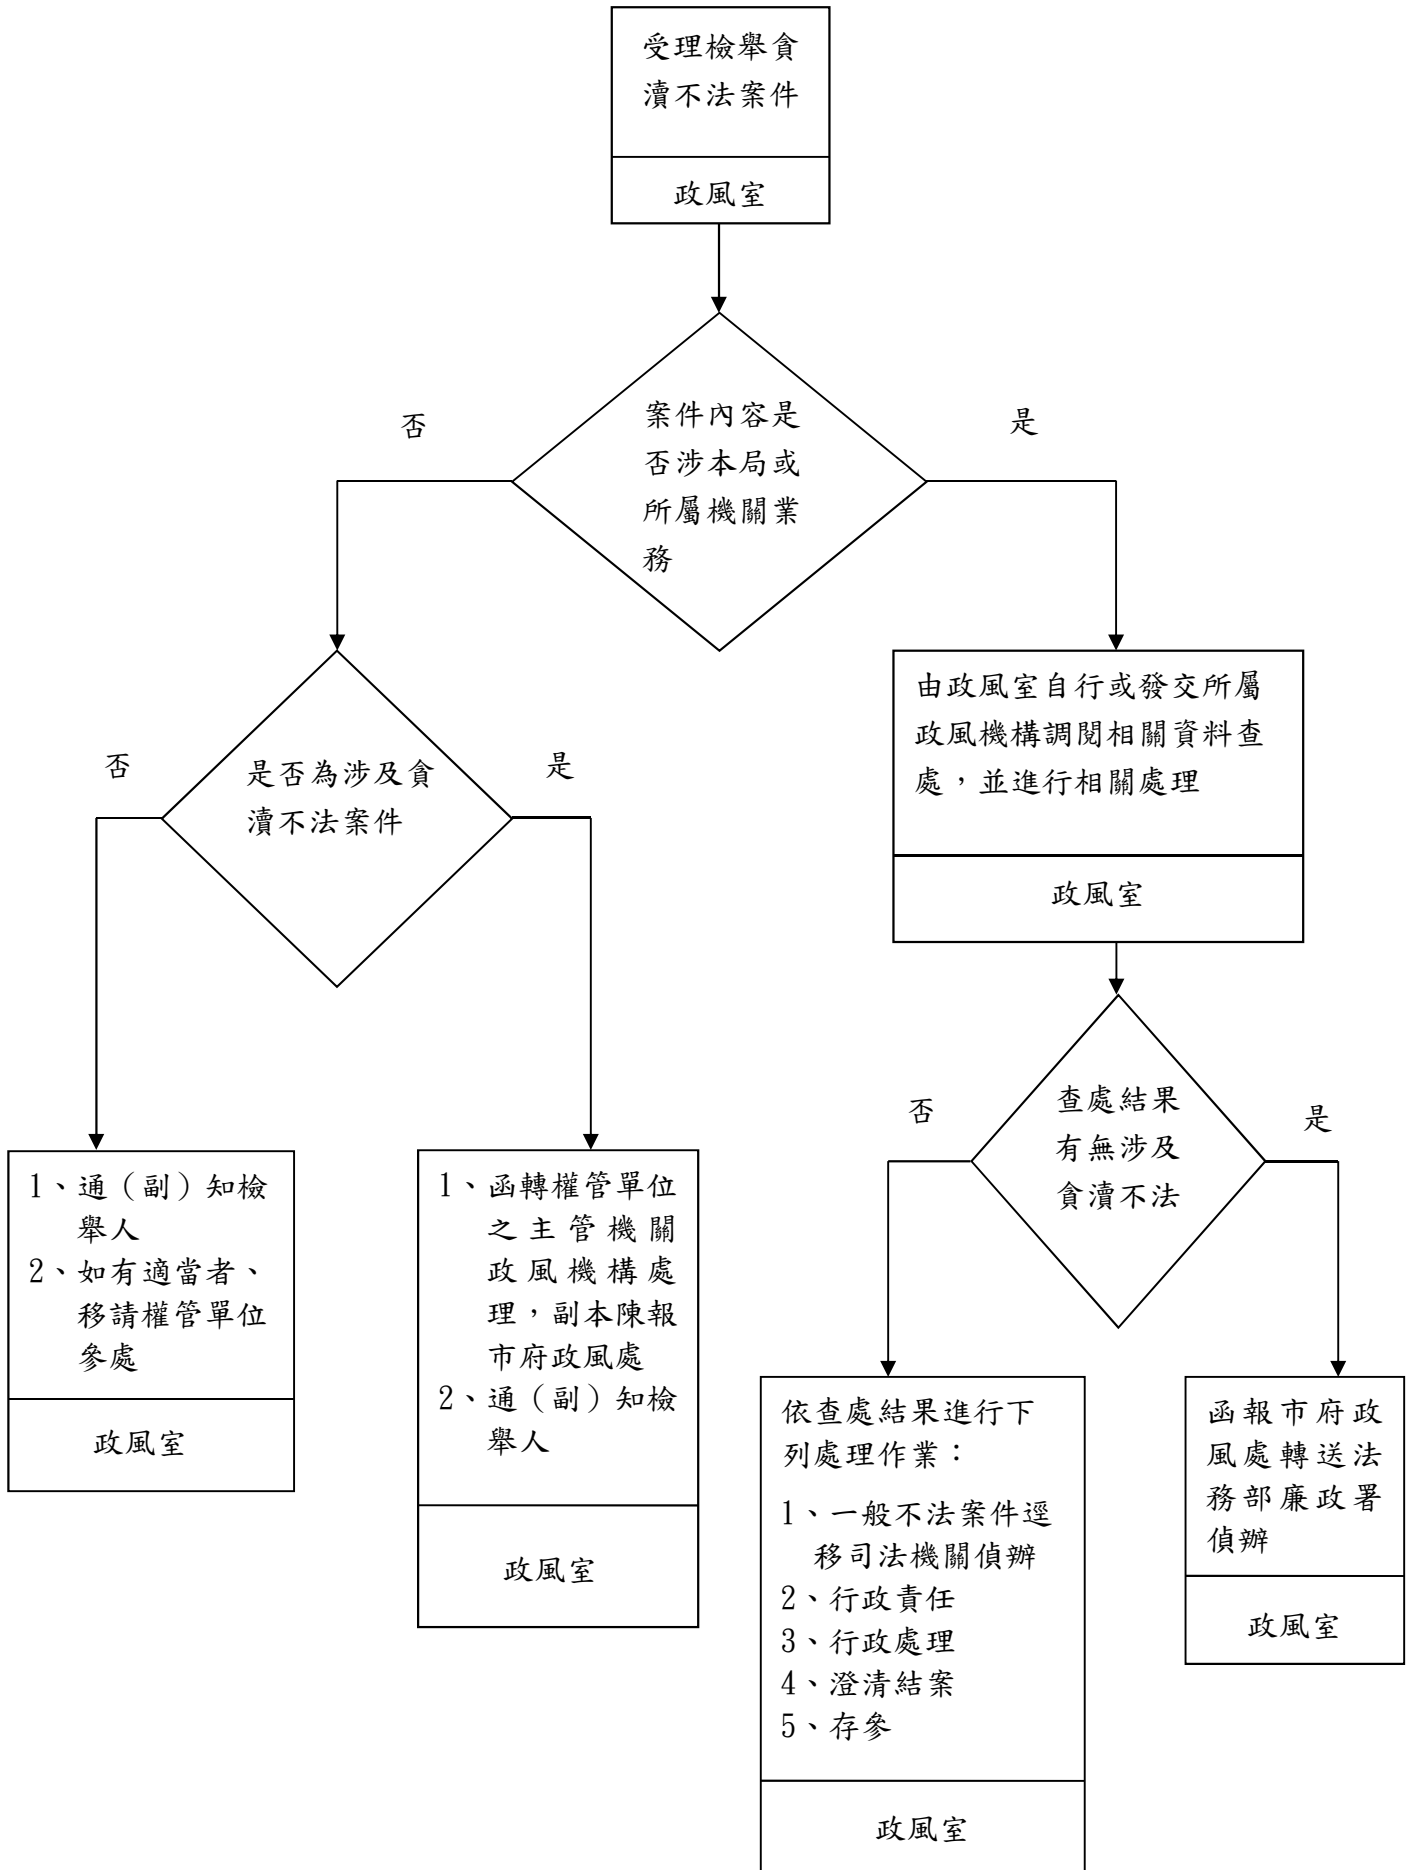 受理檢舉貪
瀆不法案件
政風室
案件內容是
否涉本局或
所屬機關業
務
否
是
是否為涉及貪
瀆不法案件
否
是
由政風室自行或發交所屬
政風機構調閱相關資料查
處，並進行相關處理
政風室
查處結果
有無涉及
貪瀆不法
否
是
1、通（副）知檢
舉人
2、如有適當者、
移請權管單位
參處
政風室
1、函轉權管單位
之主管機關
政風機構處
理，副本陳報
市府政風處
2、通（副）知檢
舉人
政風室
依查處結果進行下
列處理作業：
1、一般不法案件逕
移司法機關偵辦
2、行政責任
3、行政處理
4、澄清結案
5、存參
政風室
函報市府政
風處轉送法
務部廉政署
偵辦
政風室